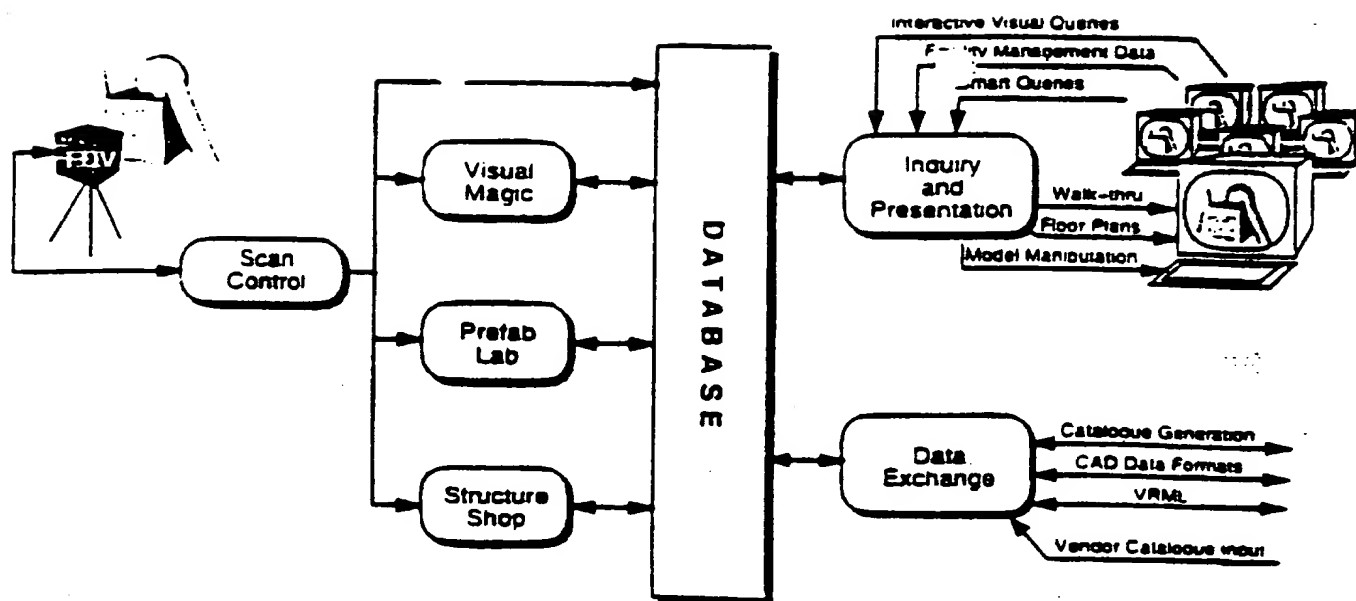 Interactive Visual Queries
Management Data
Smart Queries
Visual
Magic
Inquiry
and
Presentation
Walk-thru
Floor Plans
Model Manipulation
Scan
Control
DATABASE
Prefab
Lab
Structure
Shop
Data
Exchange
Catalogue Generation
CAD Data Formats
VRML
Vendor Catalogue Input